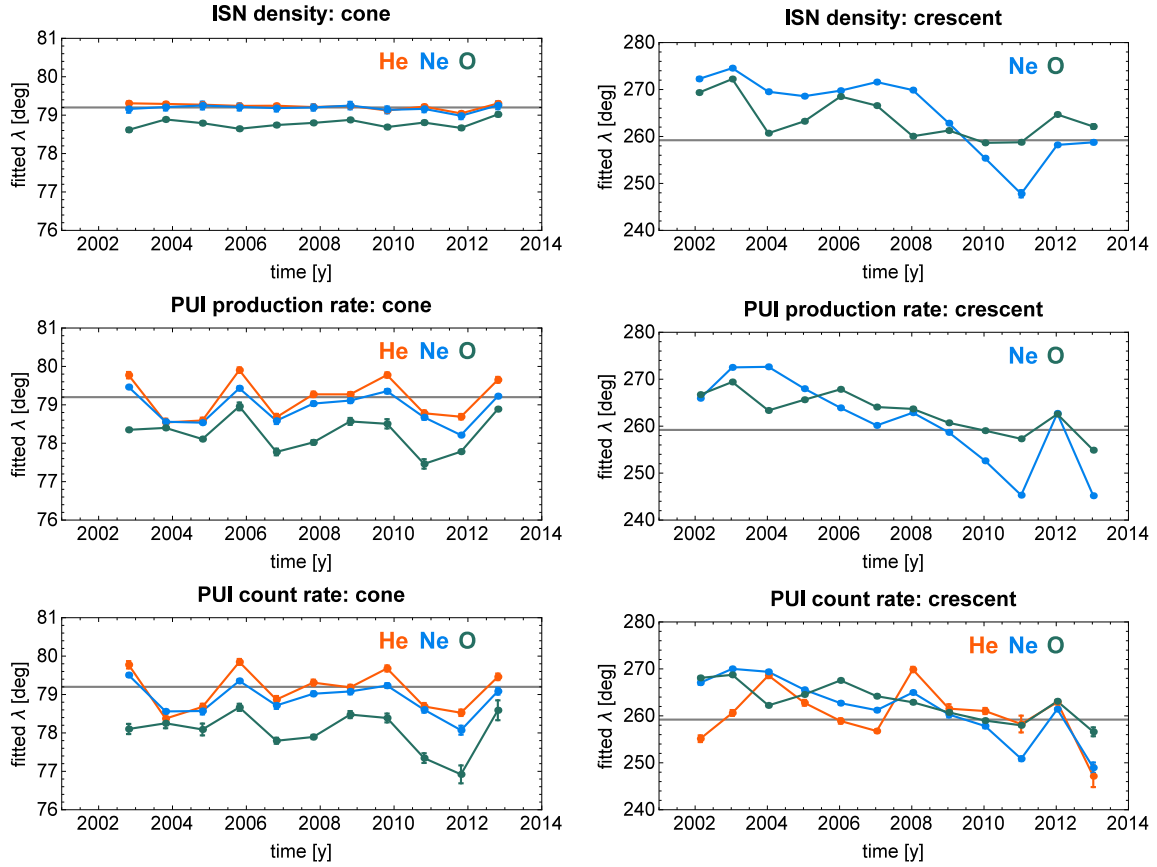 ISN density: cone
81
80
79
78
77
76
fitted λ [deg]
He Ne O
2002 2004 2006 2008 2010 2012 2014
time [y]
ISN density: crescent
280
270
260
250
240
fitted λ [deg]
Ne O
2002 2004 2006 2008 2010 2012 2014
time [y]
PUI production rate: cone
81
80
79
78
77
76
fitted λ [deg]
He Ne O
2002 2004 2006 2008 2010 2012 2014
time [y]
PUI production rate: crescent
280
270
260
250
240
fitted λ [deg]
Ne O
2002 2004 2006 2008 2010 2012 2014
time [y]
PUI count rate: cone
81
80
79
78
77
76
fitted λ [deg]
He Ne O
2002 2004 2006 2008 2010 2012 2014
time [y]
PUI count rate: crescent
280
270
260
250
240
fitted λ [deg]
He Ne O
2002 2004 2006 2008 2010 2012 2014
time [y]